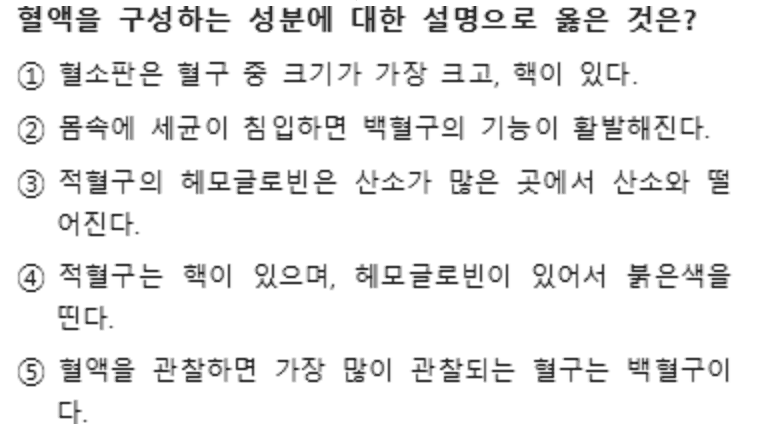 혈액을 구성하는 성분에 대한 설명으로 옳은 것은?
① 혈소판은 혈구 중 크기가 가장 크고, 핵이 있다.
② 몸속에 세균이 침입하면 백혈구의 기능이 활발해진다.
③ 적혈구의 헤모글로빈은 산소가 많은 곳에서 산소와 떨
어진다.
④ 적혈구는 핵이 있으며, 헤모글로빈이 있어서 붉은색을
띤다.
⑤ 혈액을 관찰하면 가장 많이 관찰되는 혈구는 백혈구이
다.